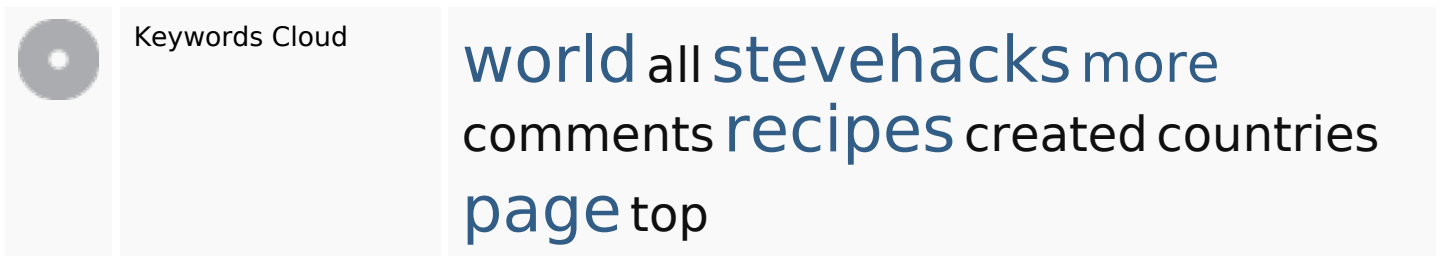 Keywords Cloud
world all stevehacks more
comments recipes created countries
page top